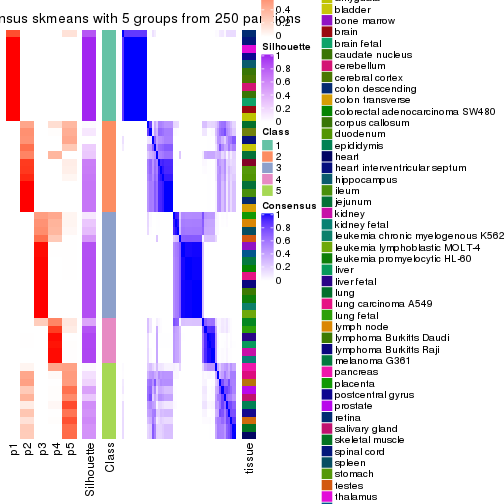 nsus skmeans with 5 groups from 250 par
ons
0.4
0.2
0
Silhouette
1
0.8
0.6
0.4
0.2
0
Class
1
2
3
4
5
Consensus
1
0.8
0.6
0.4
0.2
0
p1
p2
p3
p4
p5
Silhouette
Class
tissue
bladder
bone marrow
brain
brain fetal
caudate nucleus
cerebellum
cerebral cortex
colon descending
colon transverse
colorectal adenocarcinoma SW480
corpus callosum
duodenum
epididymis
heart
heart interventricular septum
hippocampus
ileum
jejunum
kidney
kidney fetal
leukemia chronic myelogenous K562
leukemia lymphoblastic MOLT-4
leukemia promyelocytic HL-60
liver
liver fetal
lung
lung carcinoma A549
lung fetal
lymph node
lymphoma Burkitts Daudi
lymphoma Burkitts Raji
melanoma G361
pancreas
placenta
postcentral gyrus
prostate
retina
salivary gland
skeletal muscle
spinal cord
spleen
stomach
testes
thalamus